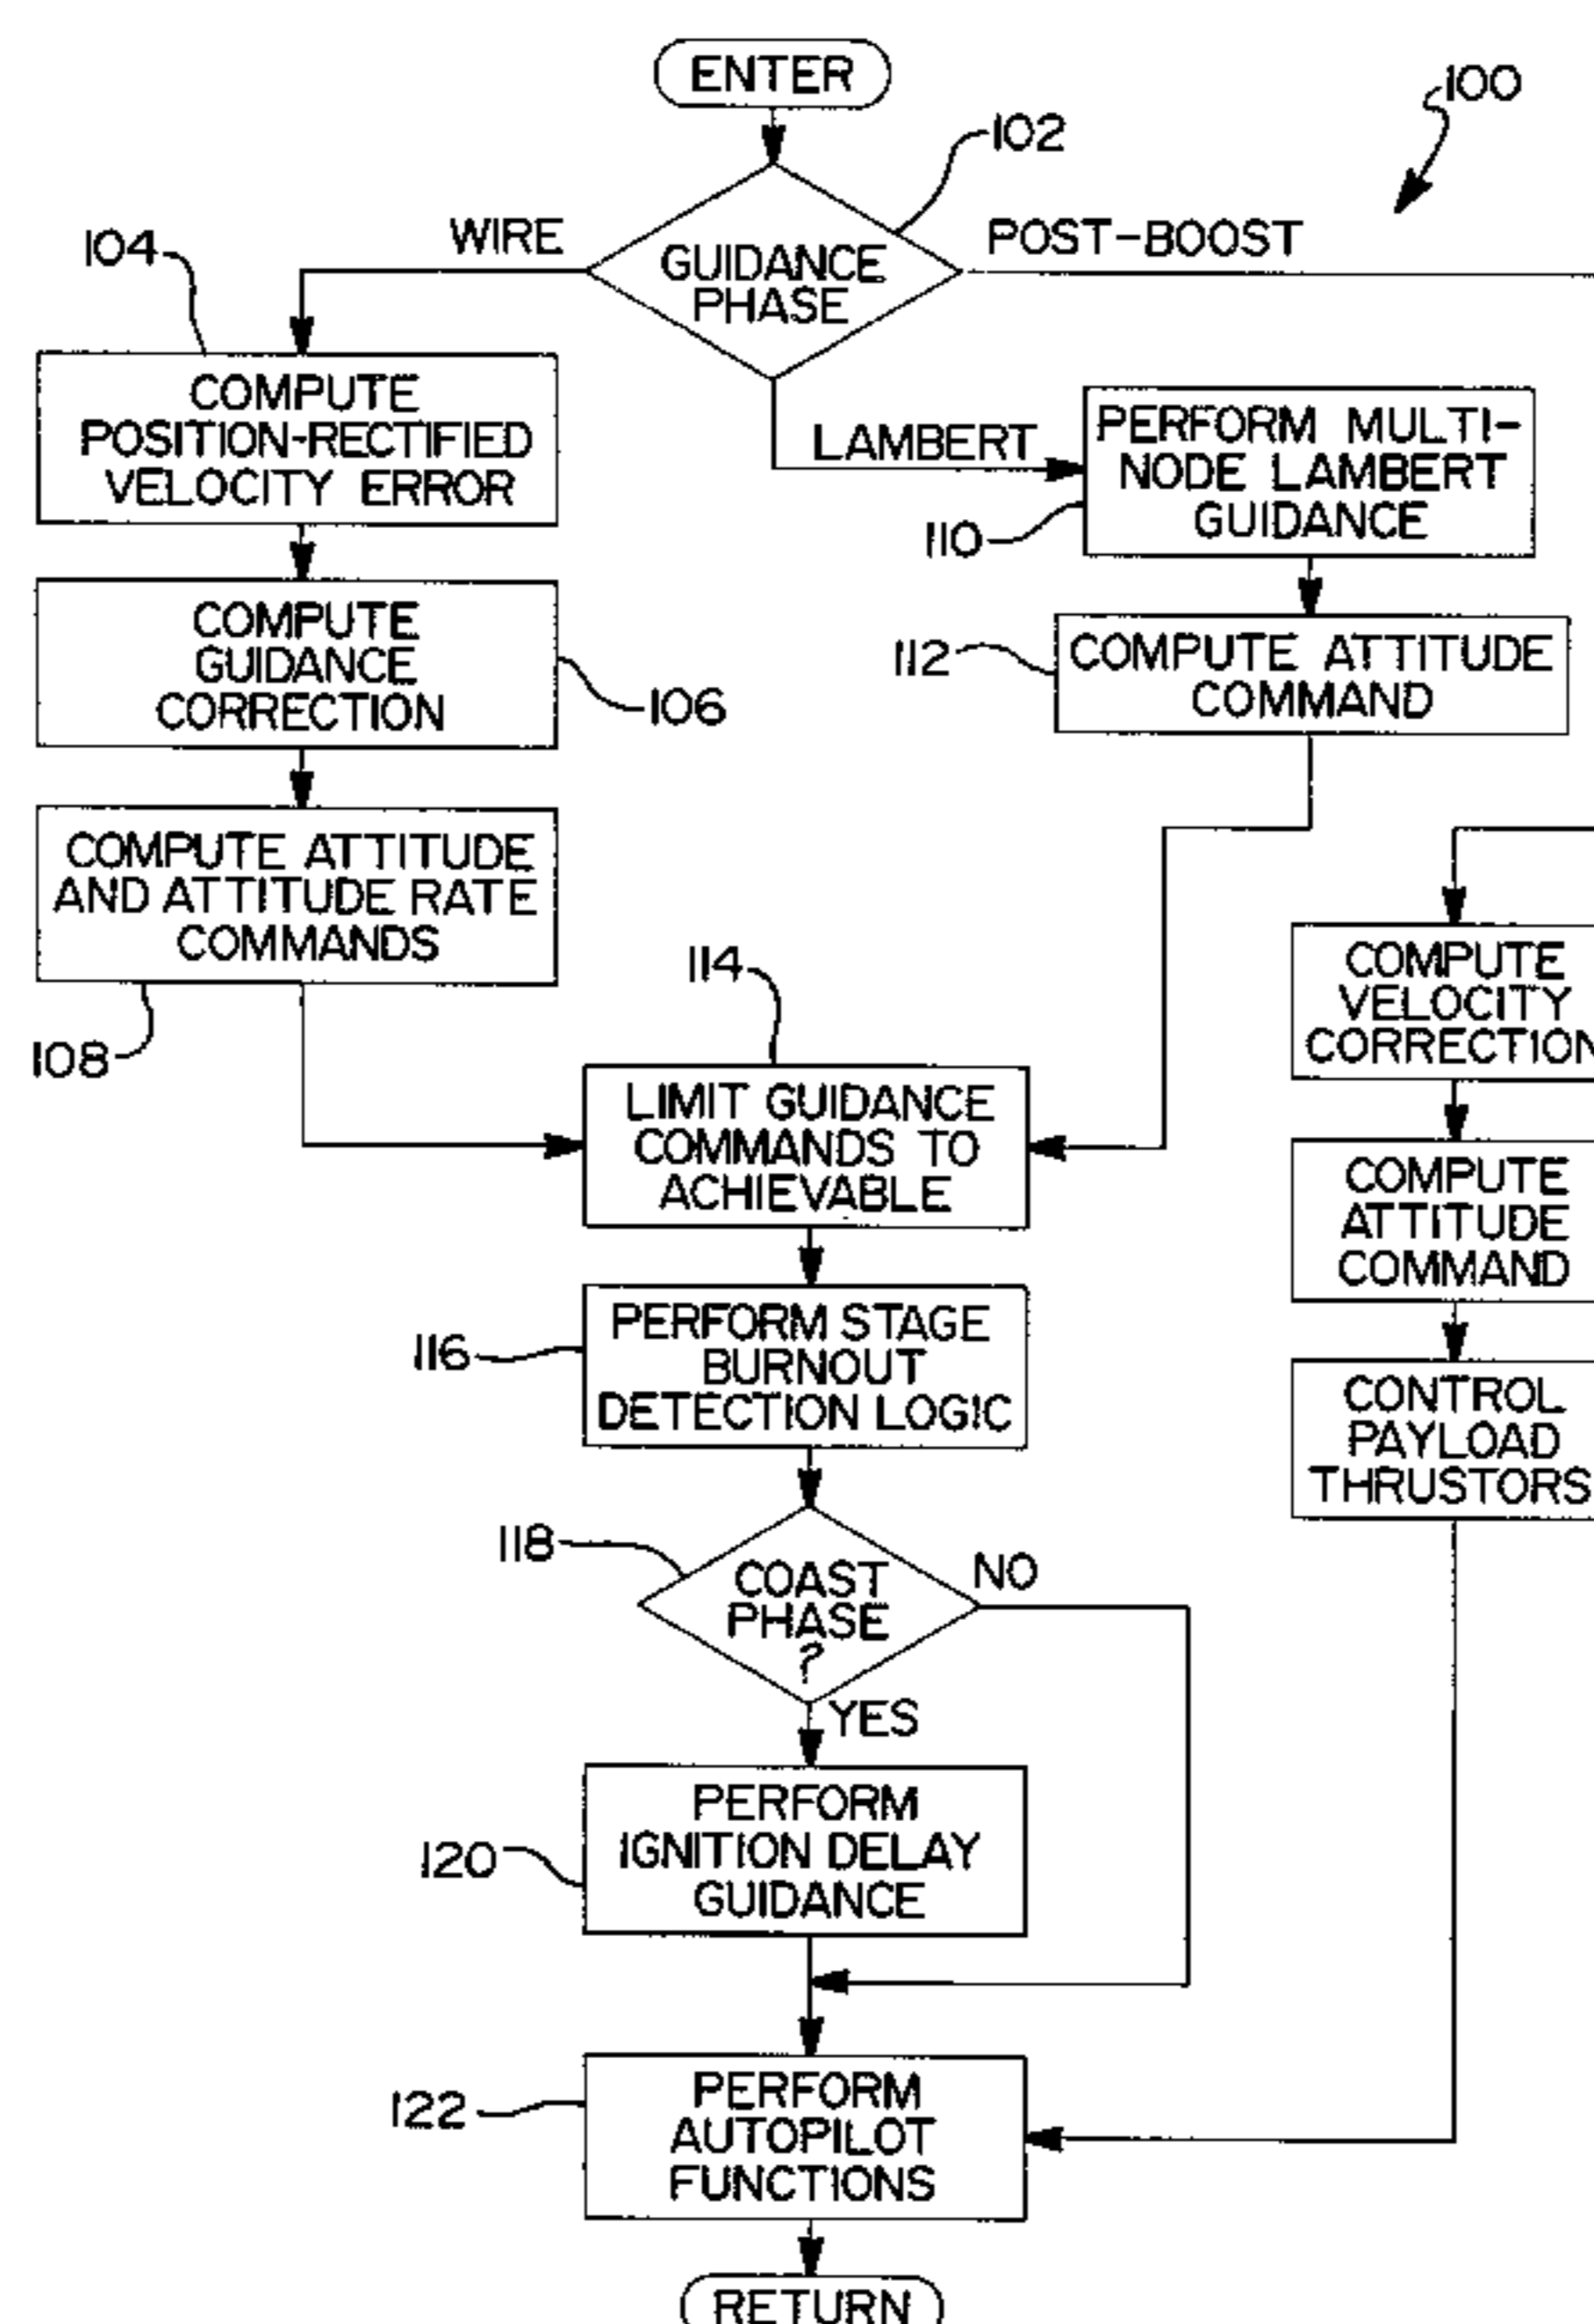 ENTER
100
102
WIRE
POST-BOOST
104
GUIDANCE
PHASE
COMPUTE
POSITION-RECTIFIED
VELOCITY ERROR
LAMBERT
PERFORM MULTI-
NODE LAMBERT
GUIDANCE
110
COMPUTE
GUIDANCE
CORRECTION
106
112
COMPUTE ATTITUDE
COMMAND
COMPUTE ATTITUDE
AND ATTITUDE RATE
COMMANDS
108
114
LIMIT GUIDANCE
COMMANDS TO
ACHIEVABLE
COMPUTE
VELOCITY
CORRECTION
COMPUTE
ATTITUDE
COMMAND
116
PERFORM STAGE
BURNOUT
DETECTION LOGIC
CONTROL
PAYLOAD
THRUSTORS
118
COAST
PHASE
?
NO
YES
120
PERFORM
IGNITION DELAY
GUIDANCE
122
PERFORM
AUTOPILOT
FUNCTIONS
RETURN